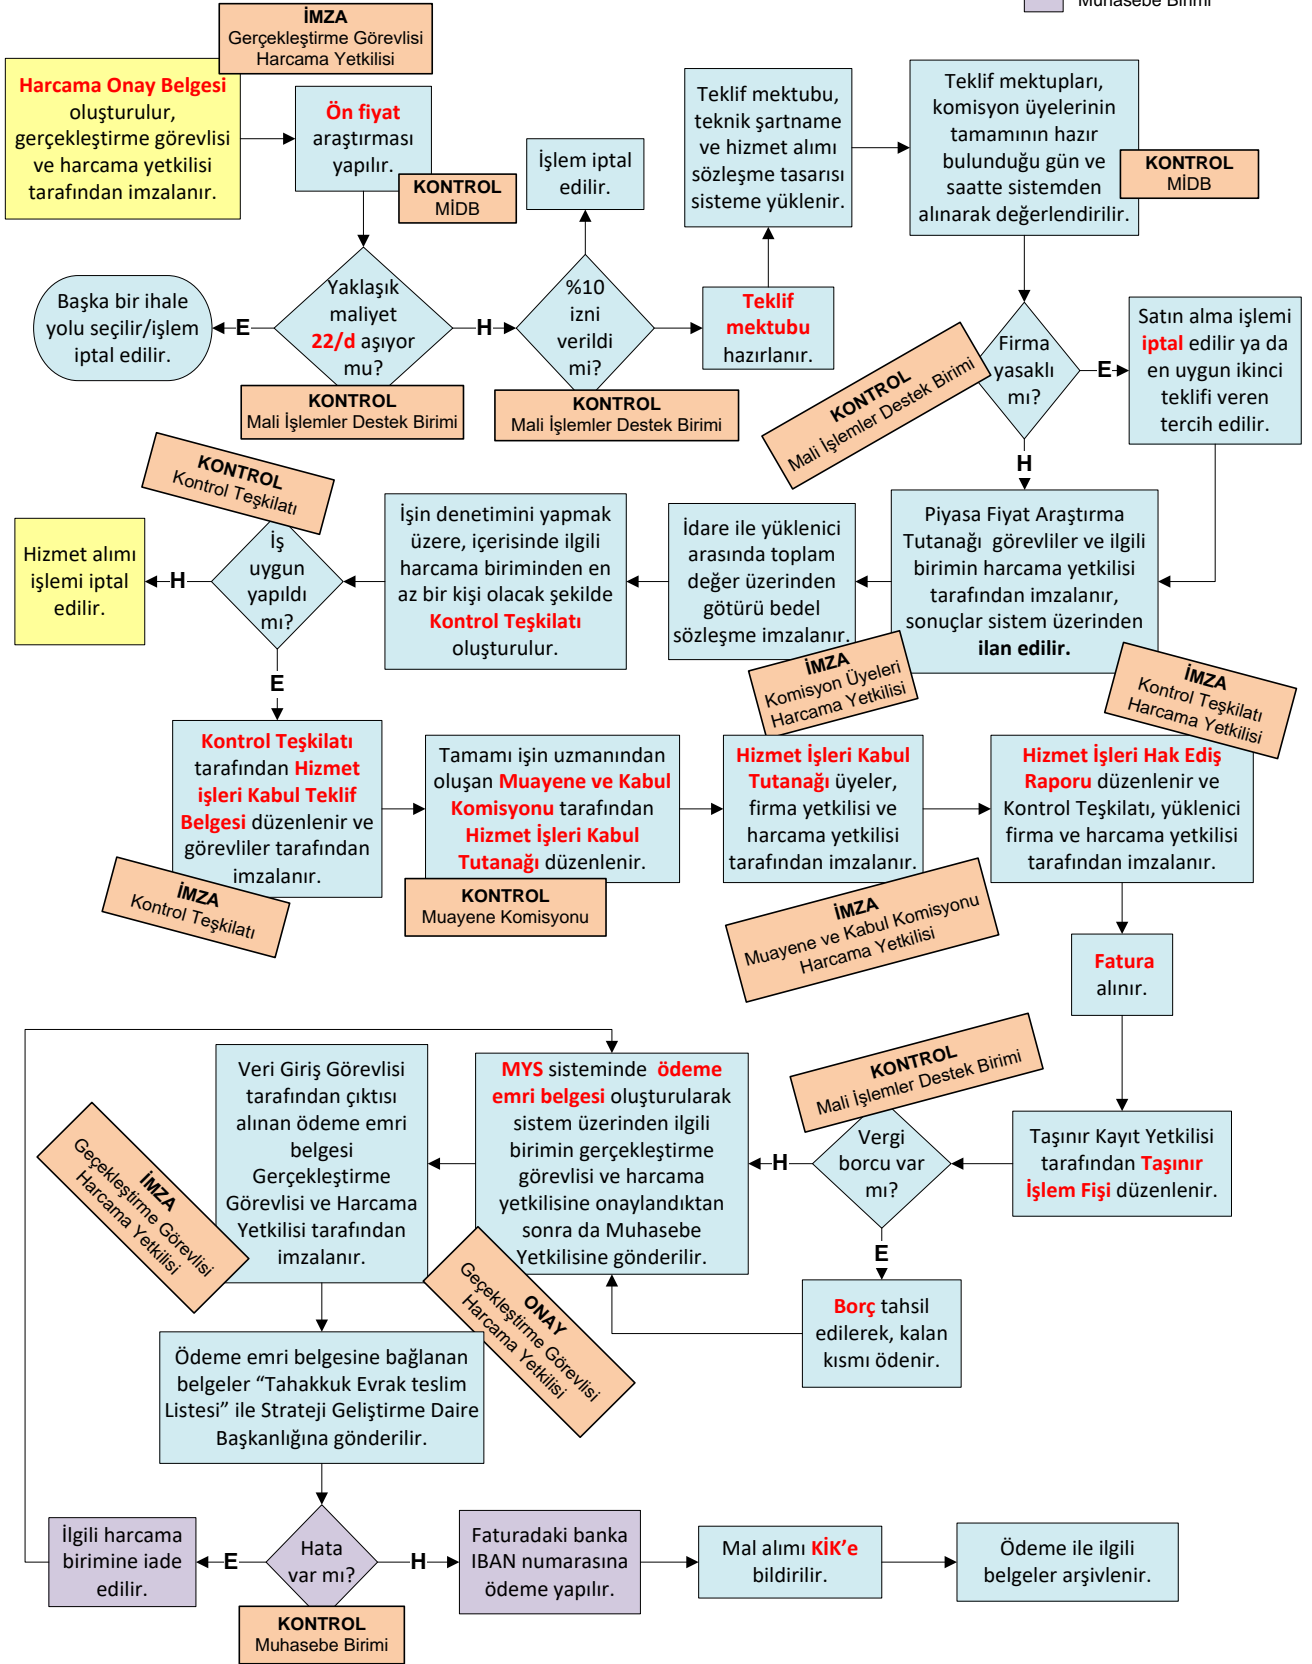 Muhasebe Birimi
İMZA
Gerçekleştirme Görevlisi
Harcama Yetkilisi
Harcama Onay Belgesi
oluşturulur,
gerçekleştirme görevlisi
ve harcama yetkilisi
tarafından imzalanır.
Ön fiyat
araştırması
yapılır.
KONTROL
MİDB
İşlem iptal
edilir.
Teklif mektubu,
teknik şartname
ve hizmet alımı
sözleşme tasarısı
sisteme yüklenir.
Teklif mektupları,
komisyon üyelerinin
tamamının hazır
bulunduğu gün ve
saatte sistemden
alınarak değerlendirilir.
KONTROL
MİDB
Başka bir ihale
yolu seçilir/işlem
iptal edilir.
E
Yaklaşık
maliyet
22/d aşıyor
mu?
KONTROL
Mali İşlemler Destek Birimi
H
%10
izni
verildi
mi?
KONTROL
Mali İşlemler Destek Birimi
Teklif
mektubu
hazırlanır.
KONTROL
Mali İşlemler Destek Birimi
Firma
yasaklı
mı?
E
Satın alma işlemi
iptal edilir ya da
en uygun ikinci
teklifi veren
tercih edilir.
H
KONTROL
Kontrol Teşkilatı
Hizmet alımı
işlemi iptal
edilir.
H
İş
uygun
yapıldı
mı?
İşin denetimini yapmak
üzere, içerisinde ilgili
harcama biriminden en
az bir kişi olacak şekilde
Kontrol Teşkilatı
oluşturulur.
İdare ile yüklenici
arasında toplam
değer üzerinden
götürü bedel
sözleşme imzalanır.
Piyasa Fiyat Araştırma
Tutanağı görevliler ve ilgili
birimin harcama yetkilisi
tarafından imzalanır,
sonuçlar sistem üzerinden
ilan edilir.
E
İMZA
Komisyon Üyeleri
Harcama Yetkilisi
İMZA
Kontrol Teşkilatı
Harcama Yetkilisi
Kontrol Teşkilatı
tarafından Hizmet
işleri Kabul Teklif
Belgesi düzenlenir ve
görevliler tarafından
imzalanır.
İMZA
Kontrol Teşkilatı
Tamamı işin uzmanından
oluşan Muayene ve Kabul
Komisyonu tarafından
Hizmet İşleri Kabul
Tutanağı düzenlenir.
KONTROL
Muayene Komisyonu
Hizmet İşleri Kabul
Tutanağı üyeler,
firma yetkilisi ve
harcama yetkilisi
tarafından imzalanır.
İMZA
Muayene ve Kabul Komisyonu
Harcama Yetkilisi
Hizmet İşleri Hak Ediş
Raporu düzenlenir ve
Kontrol Teşkilatı, yüklenici
firma ve harcama yetkilisi
tarafından imzalanır.
Fatura
alınır.
Taşınır Kayıt Yetkilisi
tarafından Taşınır
İşlem Fişi düzenlenir.
KONTROL
Mali İşlemler Destek Birimi
Vergi
borcu var
mı?
H
E
Borç tahsil
edilerek, kalan
kısmı ödenir.
MYS sisteminde ödeme
emri belgesi oluşturularak
sistem üzerinden ilgili
birimin gerçekleştirme
görevlisi ve harcama
yetkilisine onaylandıktan
sonra da Muhasebe
Yetkilisine gönderilir.
ONAY
Geçekleştirme Görevlisi
Harcama Yetkilisi
Veri Giriş Görevlisi
tarafından çıktısı
alınan ödeme emri
belgesi
Gerçekleştirme
Görevlisi ve Harcama
Yetkilisi tarafından
imzalanır.
İMZA
Geçekleştirme Görevlisi
Harcama Yetkilisi
Ödeme emri belgesine bağlanan
belgeler “Tahakkuk Evrak teslim
Listesi” ile Strateji Geliştirme Daire
Başkanlığına gönderilir.
İlgili harcama
birimine iade
edilir.
E
Hata
var mı?
KONTROL
Muhasebe Birimi
H
Faturadaki banka
IBAN numarasına
ödeme yapılır.
Mal alımı KİK’e
bildirilir.
Ödeme ile ilgili
belgeler arşivlenir.